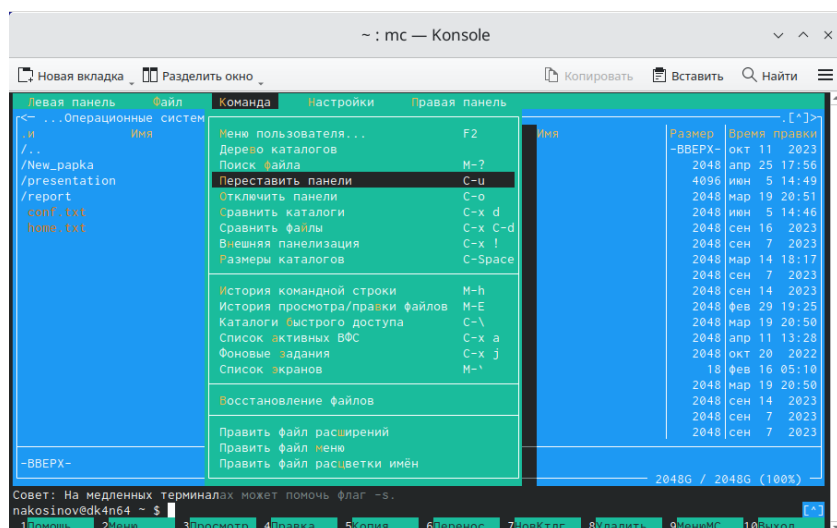 ~ : mc — Konsole
Новая вкладка Разделить окно Копировать Вставить Найти
Левая панель Файл Команда Настройки Правая панель
<— ...Операционные систем .[^]>
.и Имя Имя Размер Время правки
/.. -ВВЕРХ- окт 11 2023
/New_papka 2048 апр 25 17:56
/presentation 4096 июн 5 14:49
/report 2048 мар 19 20:51
conf.txt 2048 июн 5 14:46
home.txt 2048 сен 16 2023
2048 сен 7 2023
2048 мар 14 18:17
2048 сен 7 2023
2048 сен 14 2023
2048 фев 29 19:25
2048 мар 19 20:50
2048 апр 11 13:28
2048 окт 20 2022
18 фев 16 05:10
2048 мар 19 20:50
2048 сен 14 2023
2048 сен 7 2023
2048 сен 7 2023
Меню пользователя... F2
Дерево каталогов
Поиск файла M-?
Переставить панели C-u
Отключить панели C-o
Сравнить каталоги C-x d
Сравнить файлы C-x C-d
Внешняя панелизация C-x !
Размеры каталогов C-Space
История командной строки M-h
История просмотра/правки файлов M-E
Каталоги быстрого доступа C-\
Список активных ВФС C-x a
Фоновые задания C-x j
Список экранов M-`
Восстановление файлов
Править файл расширений
Править файл меню
Править файл расцветки имён
-ВВЕРХ-
2048G / 2048G (100%)
Совет: На медленных терминалах может помочь флаг -s.
nakosinov@dk4n64 ~ $ [^]
1Помощь 2Меню 3Просмотр 4Правка 5Копия 6Перенос 7НовКтлг 8Удалить 9МенюMC 10Выход